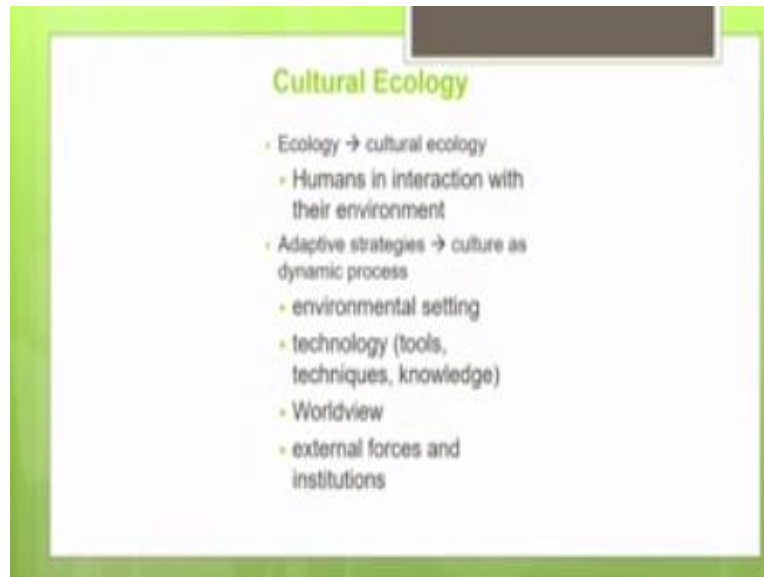 Cultural Ecology
• Ecology → cultural ecology
• Humans in interaction with
their environment
• Adaptive strategies → culture as
dynamic process
• environmental setting
• technology (tools,
techniques, knowledge)
• Worldview
• external forces and
institutions